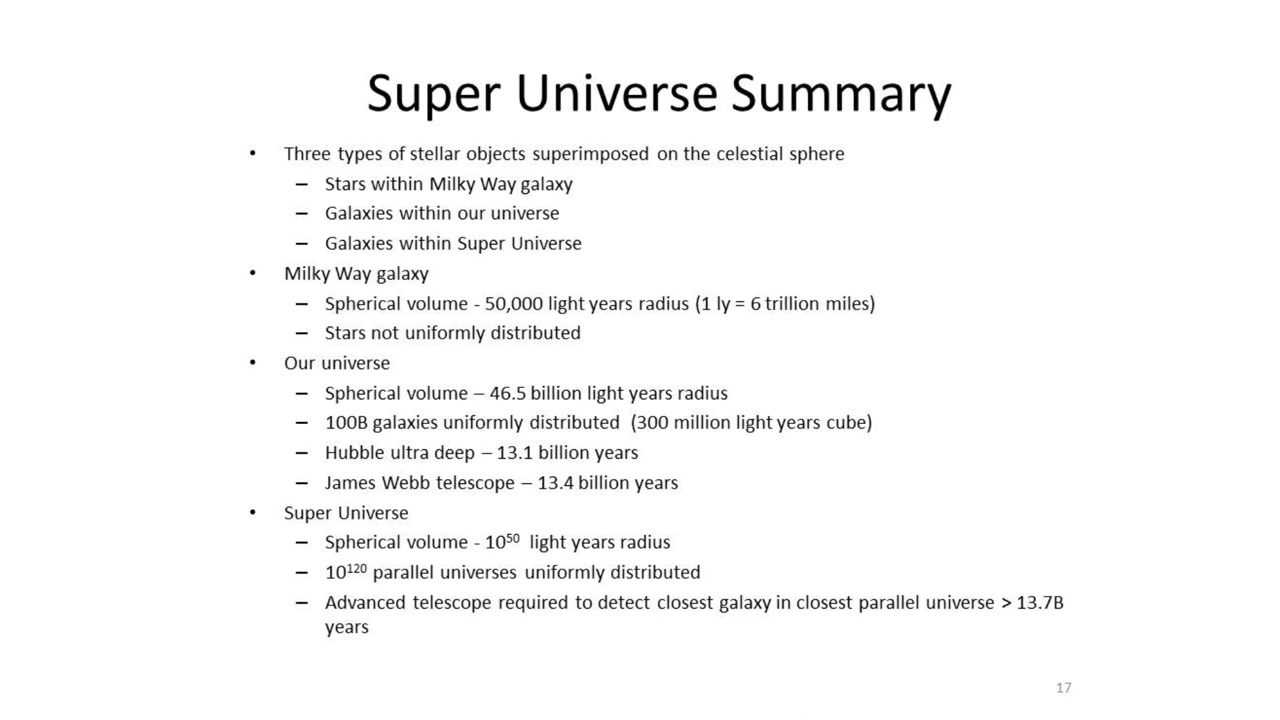 Super Universe Summary
• Three types of stellar objects superimposed on the celestial sphere
– Stars within Milky Way galaxy
– Galaxies within our universe
– Galaxies within Super Universe
• Milky Way galaxy
– Spherical volume - 50,000 light years radius (1 ly = 6 trillion miles)
– Stars not uniformly distributed
• Our universe
– Spherical volume – 46.5 billion light years radius
– 100B galaxies uniformly distributed (300 million light years cube)
– Hubble ultra deep – 13.1 billion years
– James Webb telescope – 13.4 billion years
• Super Universe
– Spherical volume - 10⁵⁰ light years radius
– 10¹²⁰ parallel universes uniformly distributed
– Advanced telescope required to detect closest galaxy in closest parallel universe > 13.7B
years
17